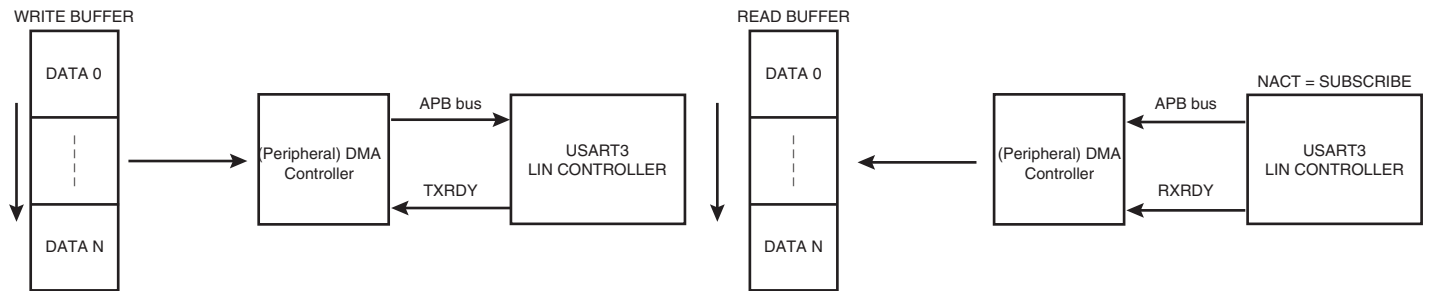 WRITE BUFFER
DATA 0
DATA N
(Peripheral) DMA
Controller
APB bus
TXRDY
USART3
LIN CONTROLLER
READ BUFFER
DATA 0
DATA N
(Peripheral) DMA
Controller
APB bus
RXRDY
NACT = SUBSCRIBE
USART3
LIN CONTROLLER